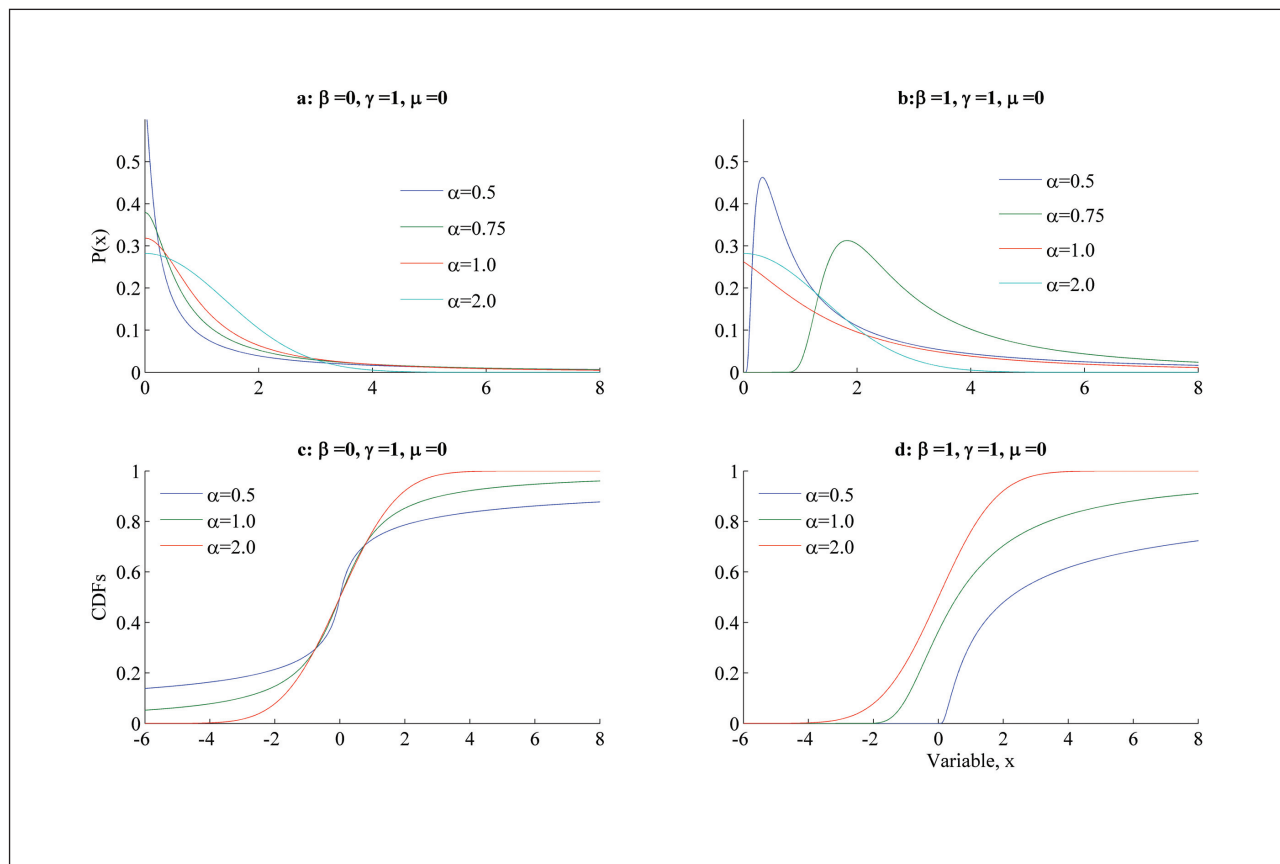 a: β =0, γ =1, μ =0
P(x)
0.5
0.4
0.3
0.2
0.1
0
0 2 4 6 8
α=0.5
α=0.75
α=1.0
α=2.0
b:β =1, γ =1, μ =0
0.5
0.4
0.3
0.2
0.1
0
0 2 4 6 8
α=0.5
α=0.75
α=1.0
α=2.0
c: β =0, γ =1, μ =0
CDFs
1
0.8
0.6
0.4
0.2
0
-6 -4 -2 0 2 4 6 8
α=0.5
α=1.0
α=2.0
d: β =1, γ =1, μ =0
1
0.8
0.6
0.4
0.2
0
-6 -4 -2 0 2 4 6 8
α=0.5
α=1.0
α=2.0
Variable, x